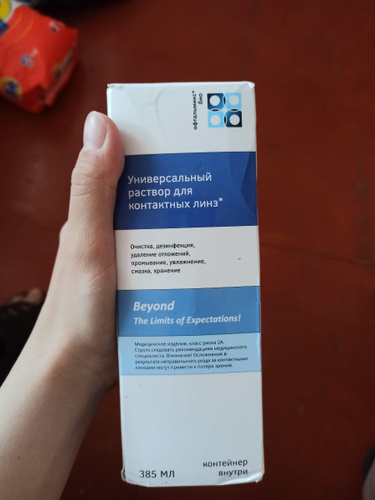 офтальмикс®
био
Универсальный
раствор для
контактных линз*
Очистка, дезинфекция,
удаление отложений,
промывание, увлажнение,
смазка, хранение
Beyond
The Limits of Expectations!
Медицинское изделие, класс риска 2А.
Строго следовать рекомендациям медицинского
специалиста. Внимание! Осложнения в
результате неправильного ухода за контактными
линзами могут привести к потере зрения.
385 МЛ
контейнер
внутри